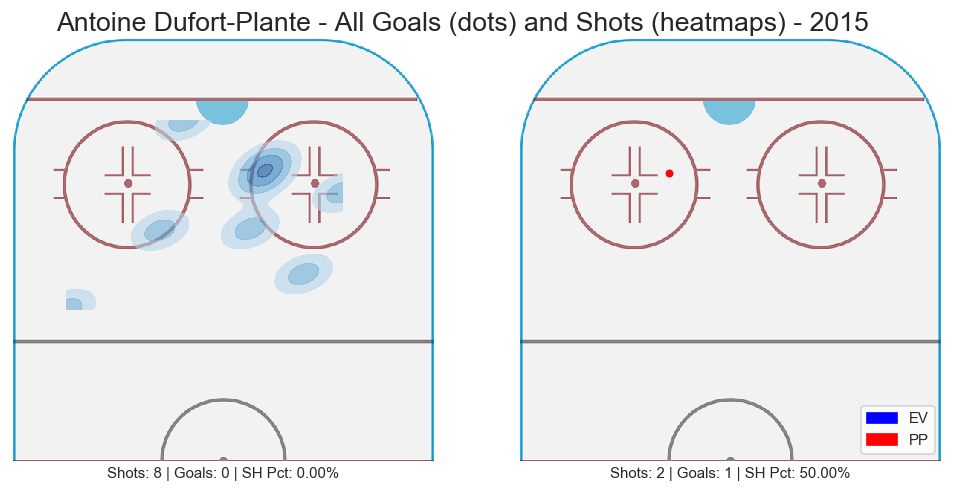 Antoine Dufort-Plante - All Goals (dots) and Shots (heatmaps) - 2015
EV
PP
Shots: 8 | Goals: 0 | SH Pct: 0.00%
Shots: 2 | Goals: 1 | SH Pct: 50.00%